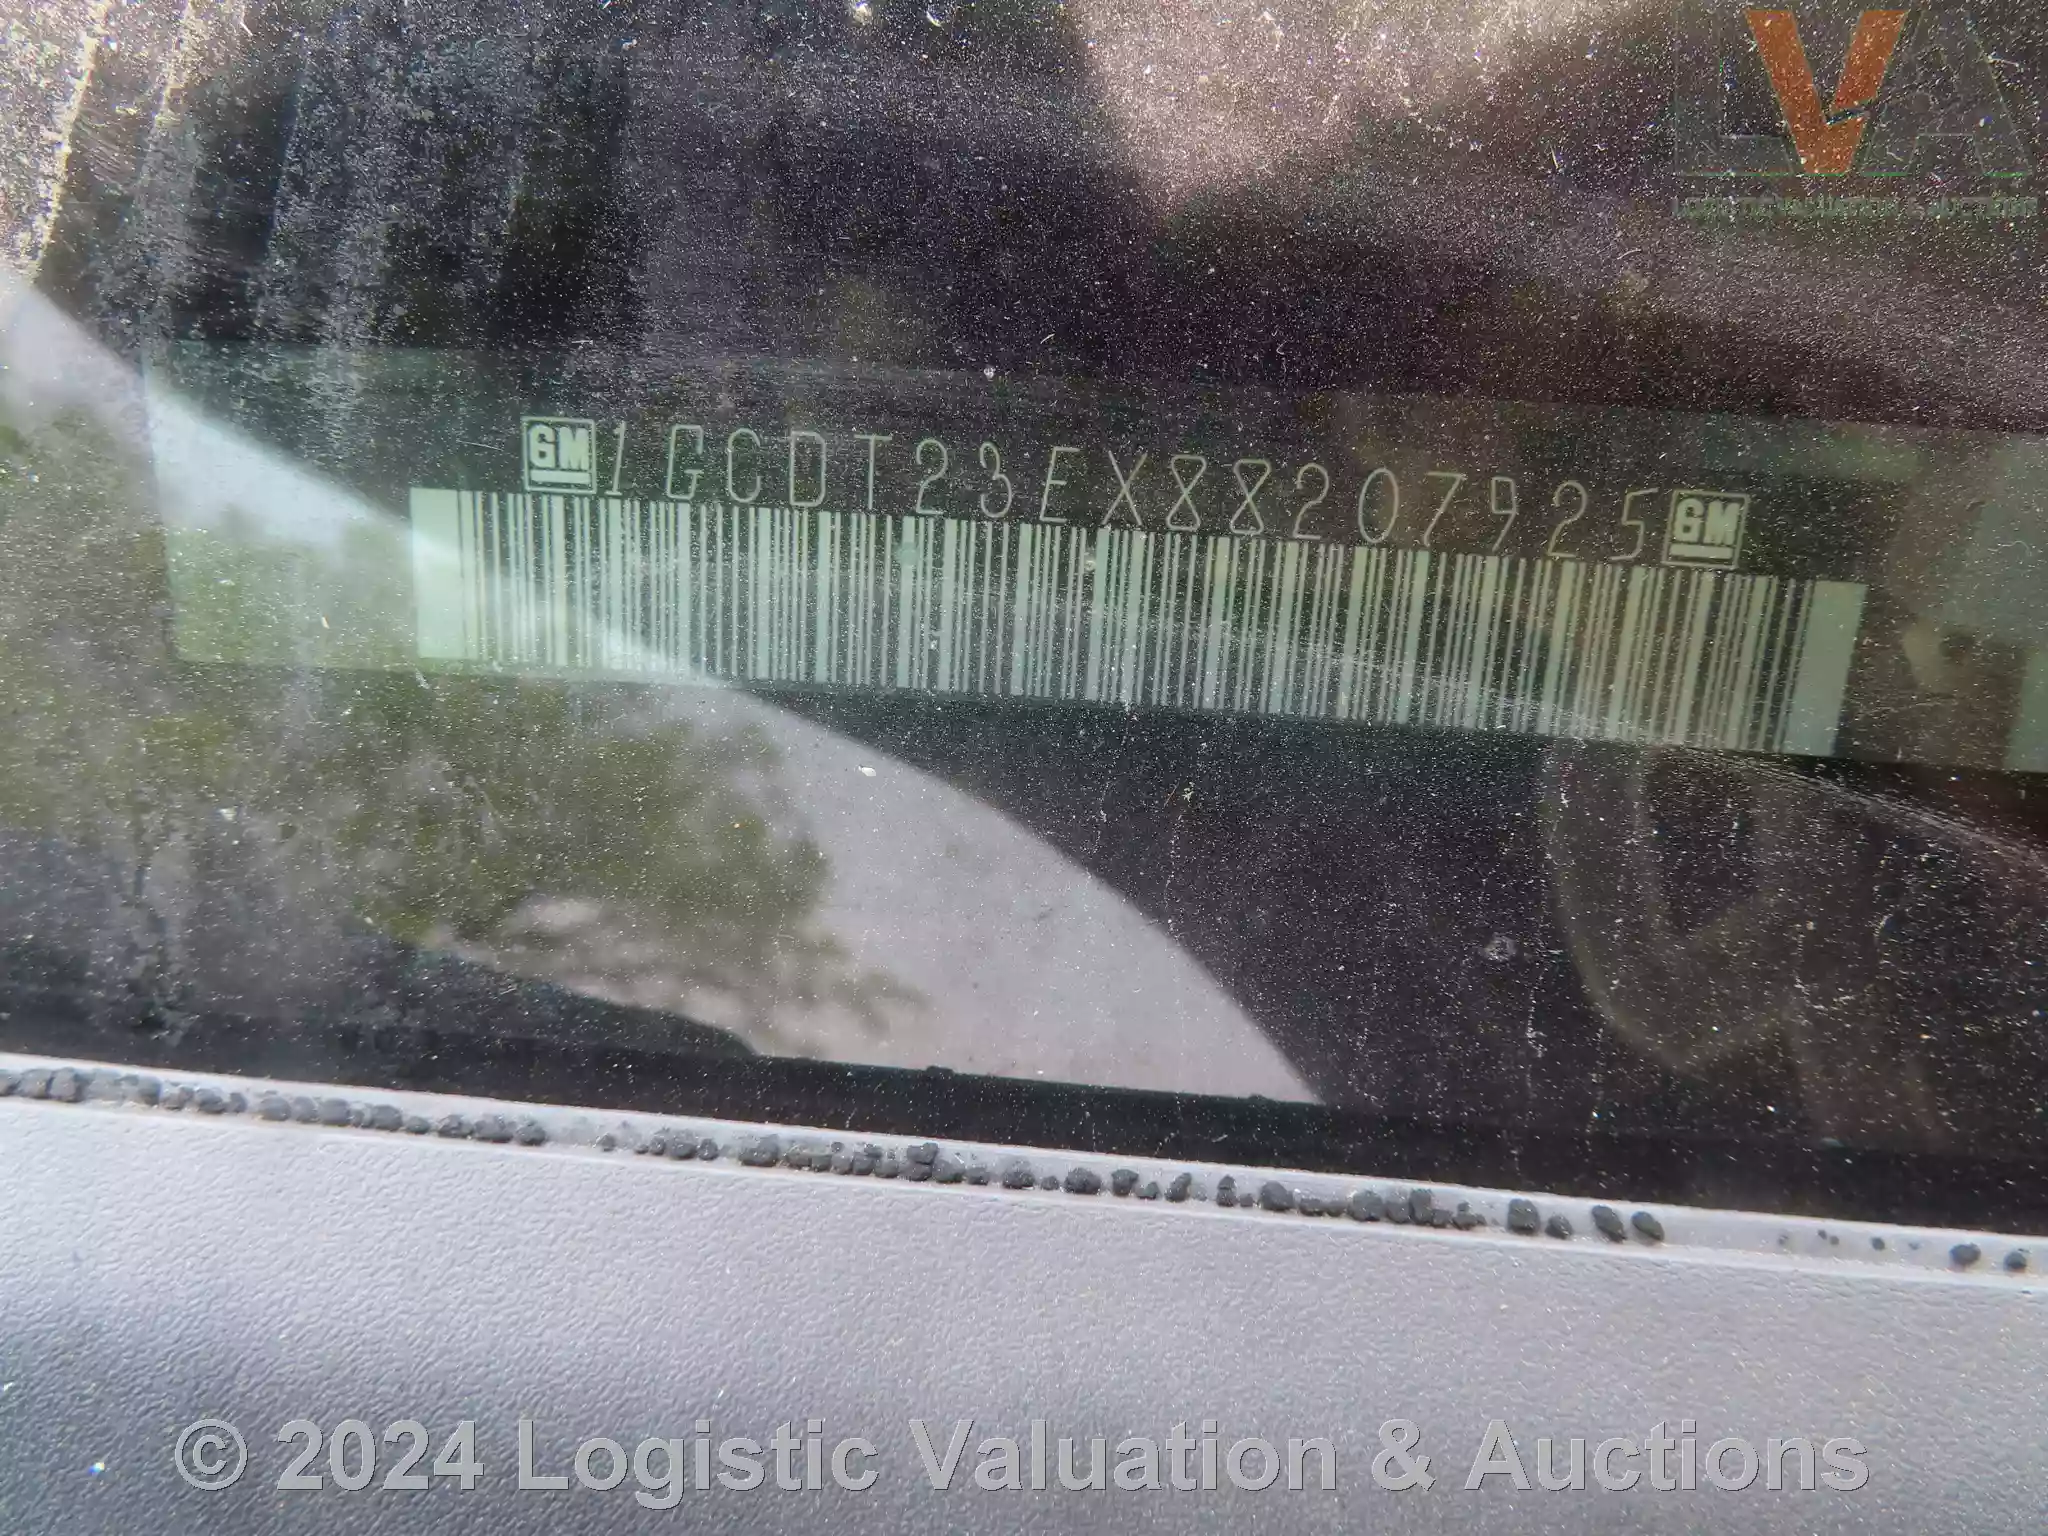 GM 1GCDT23EX88207925 GM
© 2024 Logistic Valuation & Auctions